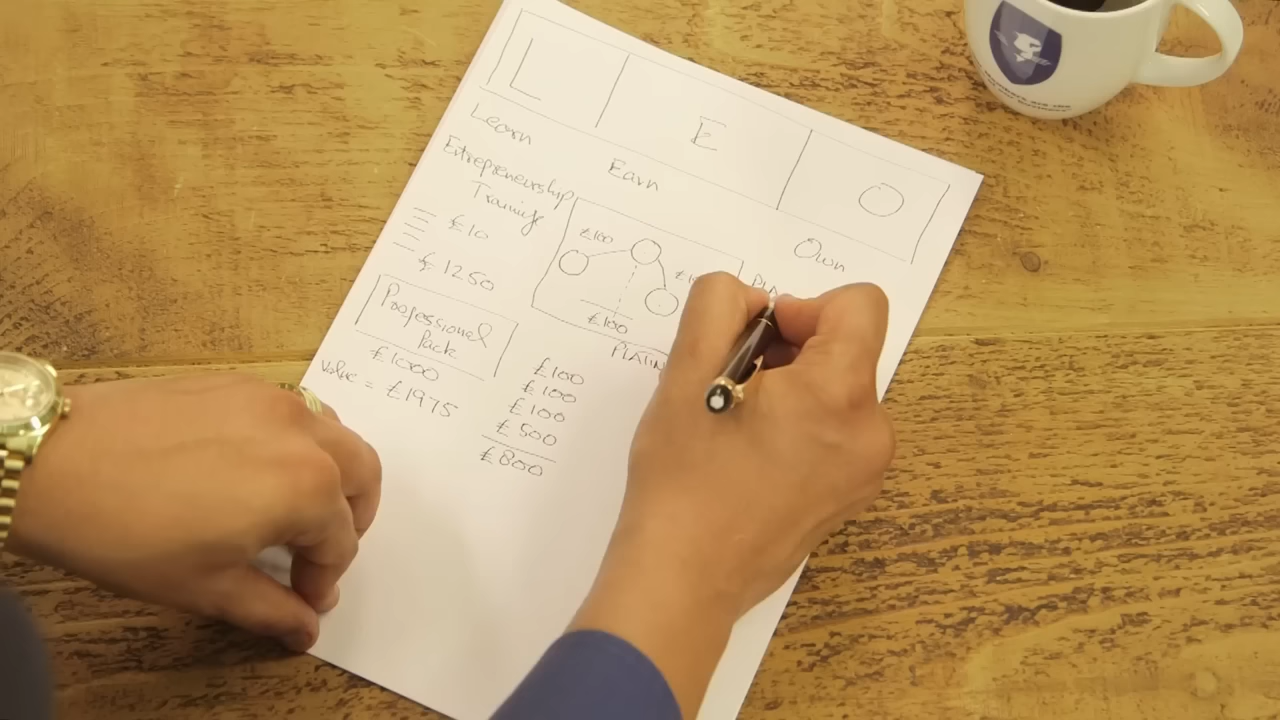 L
E
O
Learn
Earn
Own
Entrepreneurship
Training
£10
£1250
Professional
Pack
£1000
Value = £1975
£100
£100
£100
£100
£100
£500
£800